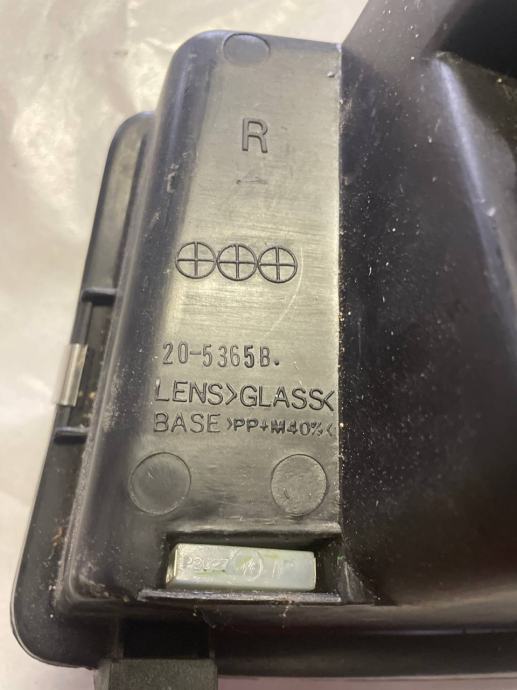 R
20-5365B.
LENS>GLASS<
BASE >PP+M40%<